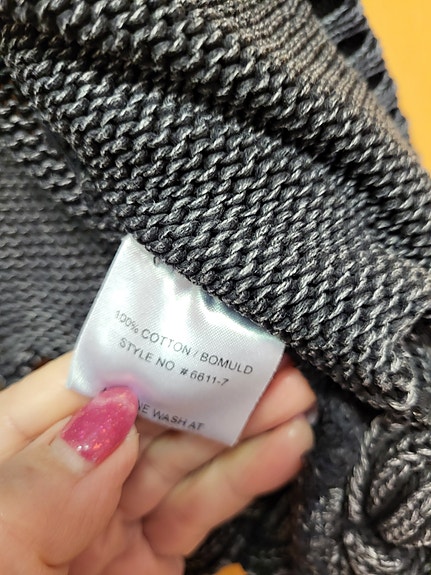 100% COTTON / BOMULD
STYLE NO # 6611-7
WASH AT